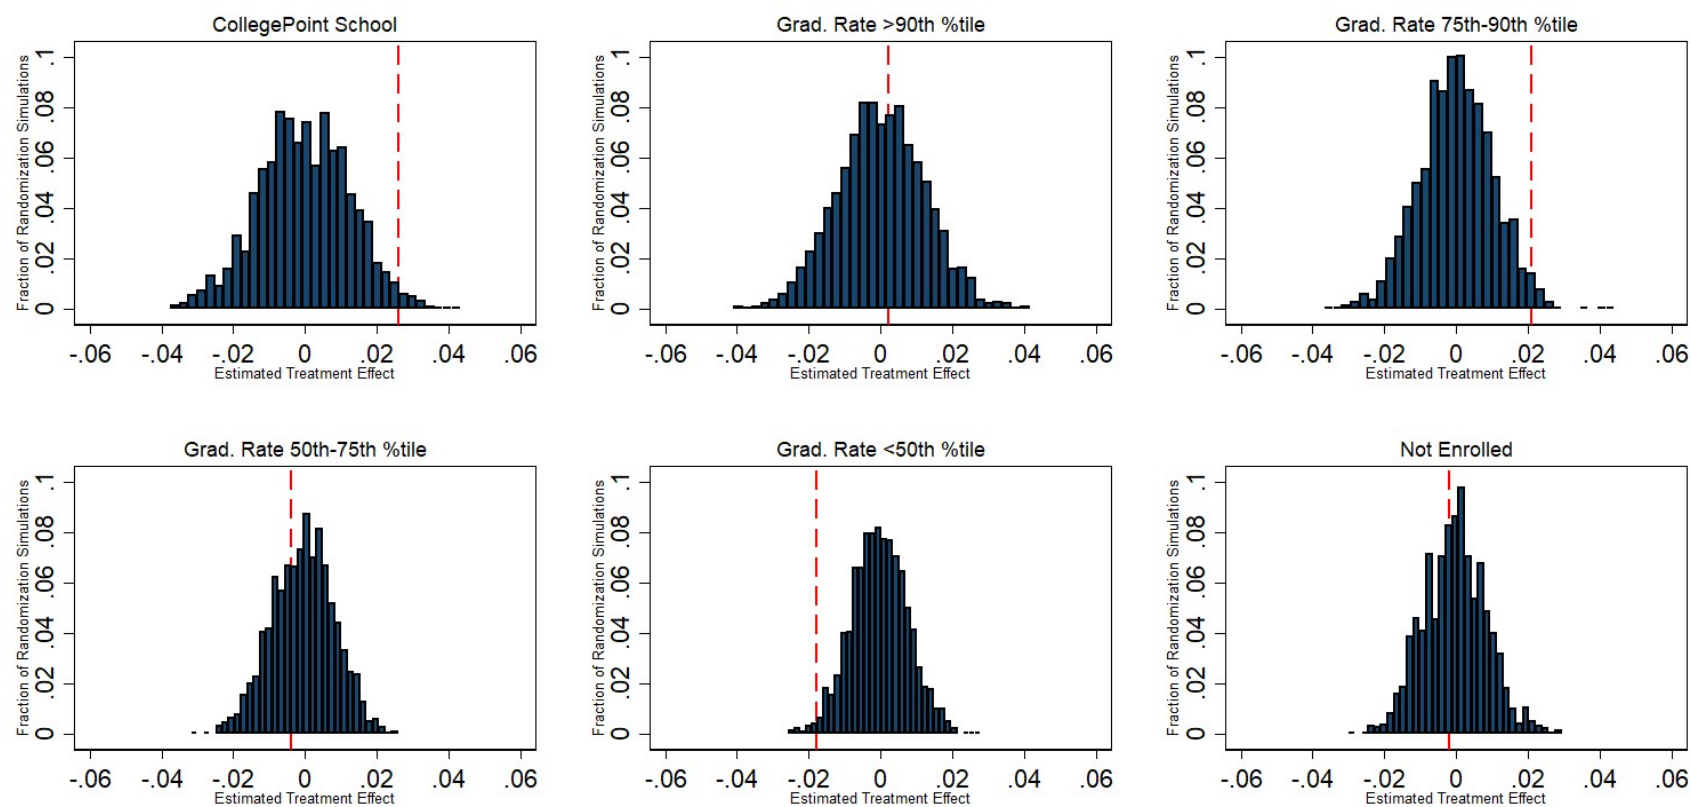 CollegePoint School
Grad. Rate >90th %tile
Grad. Rate 75th-90th %tile
Fraction of Randomization Simulations
0 .02 .04 .06 .08 .1
-.06 -.04 -.02 0 .02 .04 .06
Estimated Treatment Effect
Fraction of Randomization Simulations
0 .02 .04 .06 .08 .1
-.06 -.04 -.02 0 .02 .04 .06
Estimated Treatment Effect
Fraction of Randomization Simulations
0 .02 .04 .06 .08 .1
-.06 -.04 -.02 0 .02 .04 .06
Estimated Treatment Effect
Grad. Rate 50th-75th %tile
Grad. Rate <50th %tile
Not Enrolled
Fraction of Randomization Simulations
0 .02 .04 .06 .08 .1
-.06 -.04 -.02 0 .02 .04 .06
Estimated Treatment Effect
Fraction of Randomization Simulations
0 .02 .04 .06 .08 .1
-.06 -.04 -.02 0 .02 .04 .06
Estimated Treatment Effect
Fraction of Randomization Simulations
0 .02 .04 .06 .08 .1
-.06 -.04 -.02 0 .02 .04 .06
Estimated Treatment Effect